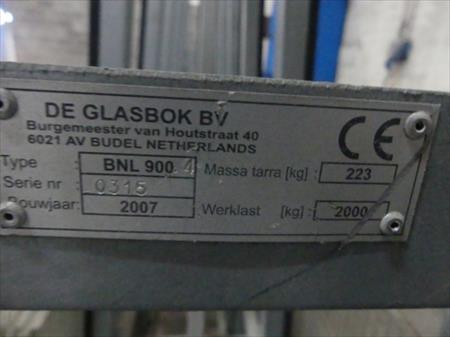 DE GLASBOK BV
Burgemeester van Houtstraat 40
6021 AV BUDEL NETHERLANDS
CE
Type BNL 900 4 Massa tarra [kg] : 223
Serie nr : 0315
Bouwjaar: 2007 Werklast [kg] : 2000